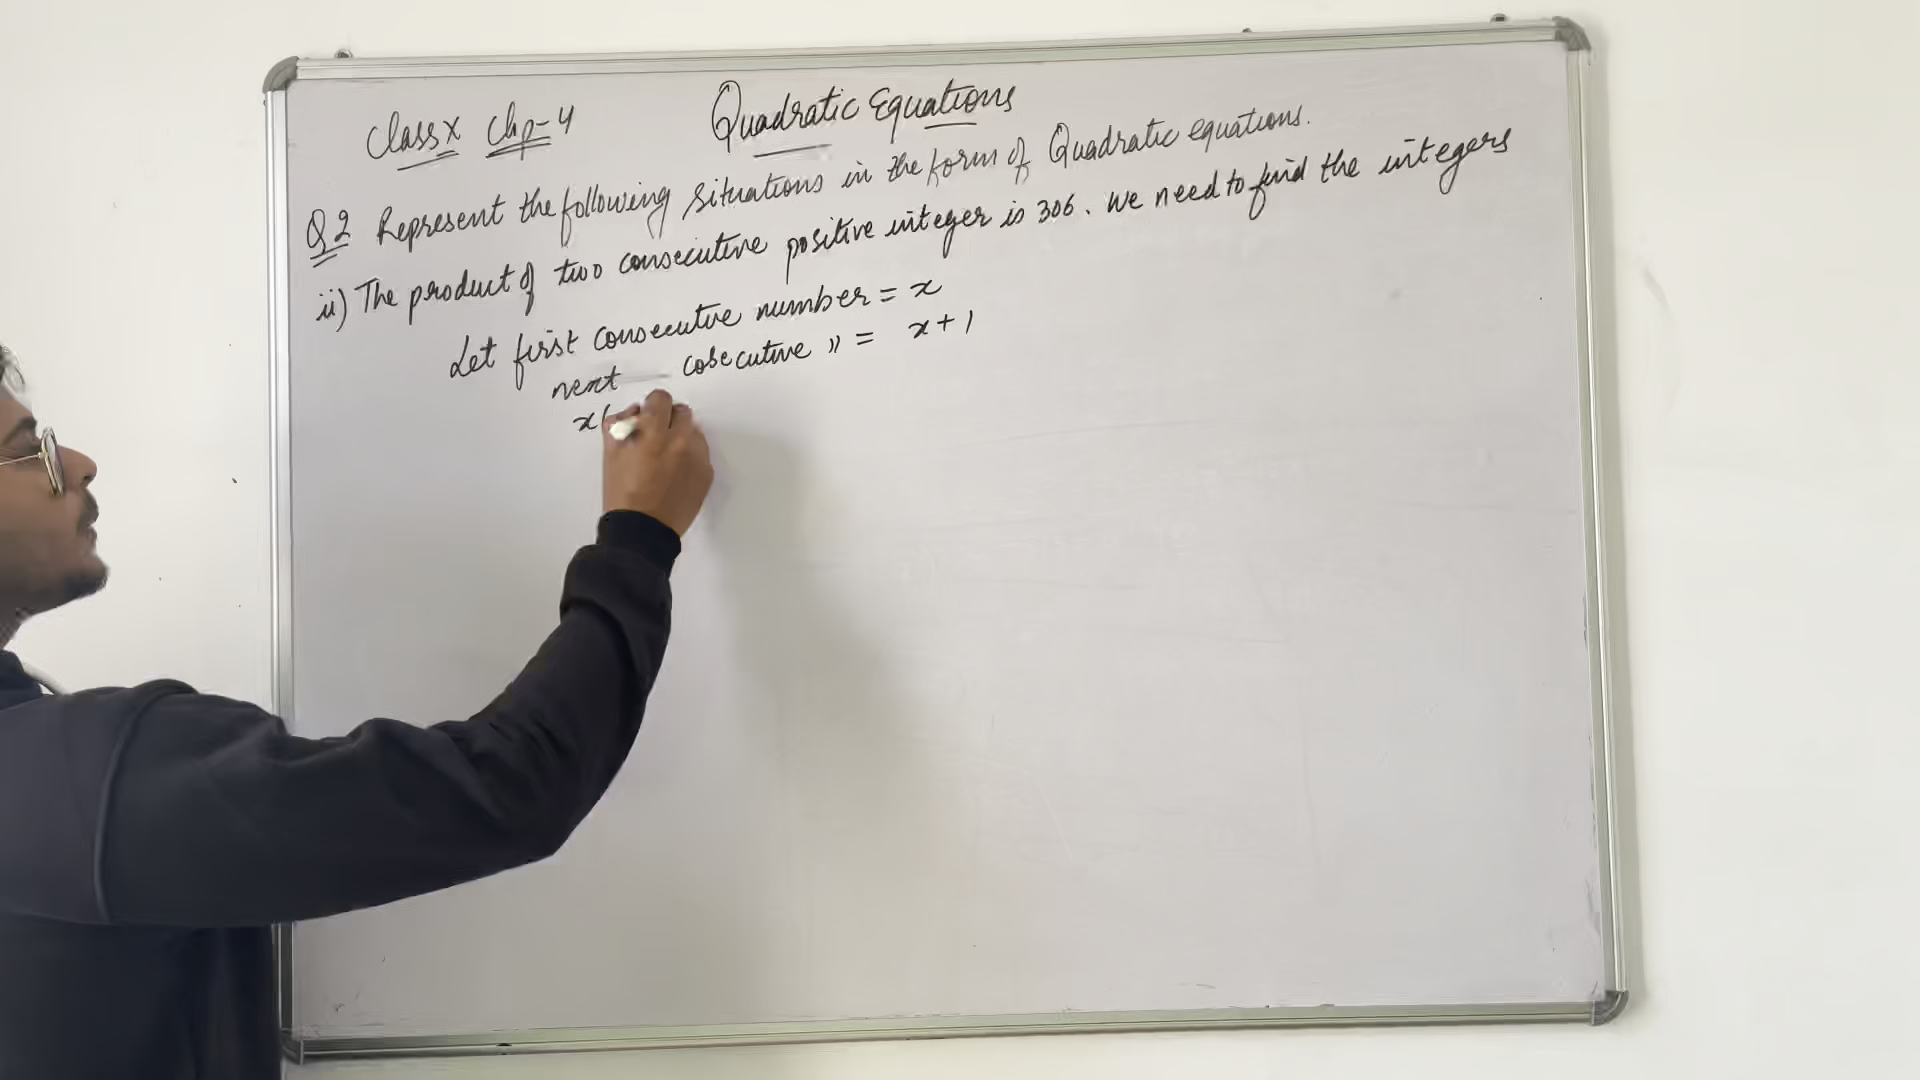 Class X Chp-4 Quadratic Equations
Q2 Represent the following situations in the form of Quadratic equations.
ii) The product of two consecutive positive integer is 306. We need to find the integers
Let first consecutive number = x
next cosecutive " = x+1
x(